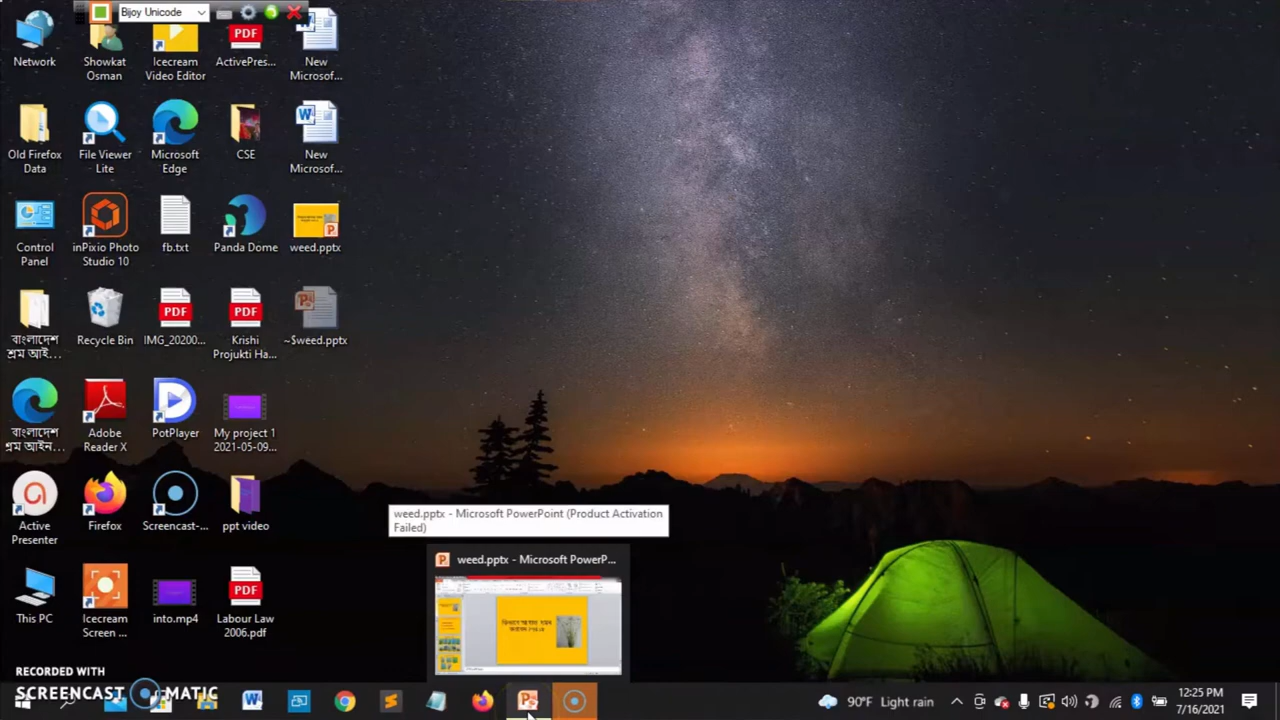 Bijoy Unicode
Network
Showkat
Osman
Icecream
Video Editor
PDF
ActivePres...
New
Microsof...
Old Firefox
Data
File Viewer
Lite
Microsoft
Edge
CSE
New
Microsof...
Control
Panel
inPixio Photo
Studio 10
fb.txt
Panda Dome
weed.pptx
বাংলাদেশ
শ্রম আই...
Recycle Bin
PDF
IMG_20200...
PDF
Krishi
Projukti Ha...
~$weed.pptx
বাংলাদেশ
শ্রম আইন...
Adobe
Reader X
PotPlayer
My project 1
2021-05-09...
Active
Presenter
Firefox
Screencast-...
ppt video
weed.pptx - Microsoft PowerPoint (Product Activation
Failed)
weed.pptx - Microsoft PowerP...
This PC
Icecream
Screen ...
into.mp4
PDF
Labour Law
2006.pdf
RECORDED WITH
SCREENCAST MATIC
90°F Light rain
12:25 PM
7/16/2021